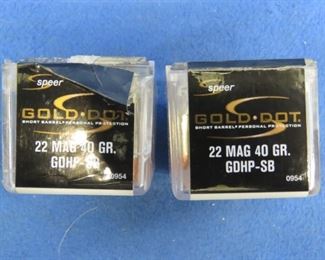 speer
GOLD DOT
SHORT BARREL • PERSONAL PROTECTION
22 MAG 40 GR.
GDHP-SB
0954
speer
GOLD DOT
SHORT BARREL • PERSONAL PROTECTION
22 MAG 40 GR.
GDHP-SB
0954